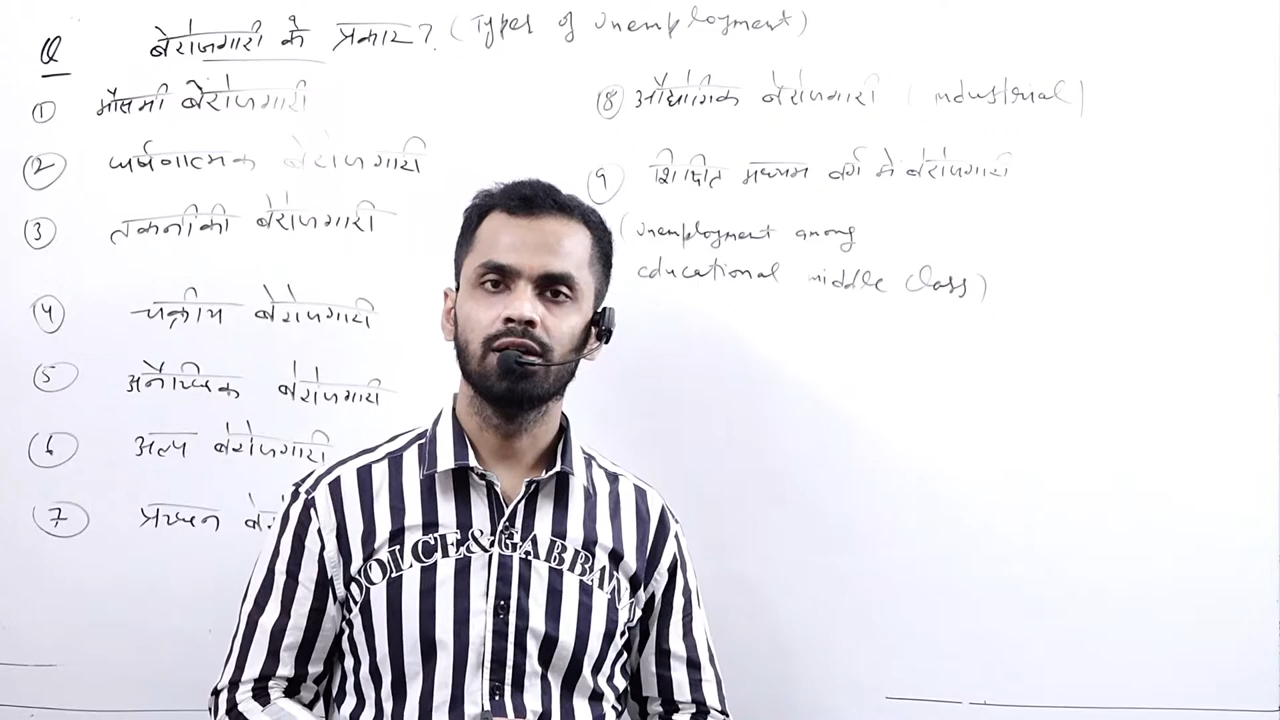 Q बेरोजगारी के प्रकार? (Types of Unemployment)
① मौसमी बेरोजगारी
② घर्षणात्मक बेरोजगारी
③ तकनीकी बेरोजगारी
④ चक्रीय बेरोजगारी
⑤ अनैच्छिक बेरोजगारी
⑥ अल्प बेरोजगारी
⑦ प्रच्छन्न
⑧ औद्योगिक बेरोजगारी (industrial)
⑨ शिक्षित मध्यम वर्ग मे बेरोजगारी
(Unemployment among
educational middle class)
DOLCE&GABBANA